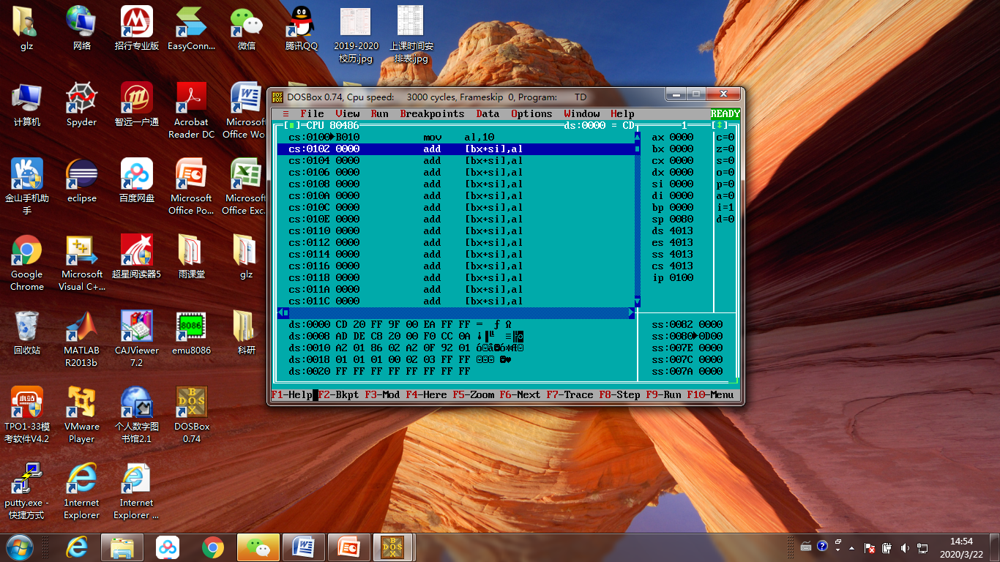 glz
网络
招行专业版
EasyConn...
微信
腾讯QQ
2019-2020
校历.jpg
上课时间安
排表.jpg
计算机
Spyder
智远一户通
Acrobat
Reader DC
Microsof
Office Wo
金山手机助
手
eclipse
百度网盘
Microsoft
Office Po...
Microsof
Office Exc.
Google
Chrome
Microsoft
Visual C+...
超星阅读器5
雨课堂
glz
回收站
MATLAB
R2013b
CAJViewer
7.2
8086
emu8086
科研
小站
TPO1-33模
考软件V4.2
VMware
Player
个人数字图
书馆2.1
DOSBox
0.74
putty.exe -
快捷方式
1nternet
Explorer
Internet
Explorer ...
DOSBox 0.74, Cpu speed: 3000 cycles, Frameskip 0, Program: TD
≡ File View Run Breakpoints Data Options Window Help READY
[■]=CPU 80486 ds:0000 = CD 1 [↕]
cs:0100►B010 mov al,10 ax 0000 c=0
cs:0102 0000 add [bx+si],al bx 0000 z=0
cs:0104 0000 add [bx+si],al cx 0000 s=0
cs:0106 0000 add [bx+si],al dx 0000 o=0
cs:0108 0000 add [bx+si],al si 0000 p=0
cs:010A 0000 add [bx+si],al di 0000 a=0
cs:010C 0000 add [bx+si],al bp 0000 i=1
cs:010E 0000 add [bx+si],al sp 0080 d=0
cs:0110 0000 add [bx+si],al ds 4013
cs:0112 0000 add [bx+si],al es 4013
cs:0114 0000 add [bx+si],al ss 4013
cs:0116 0000 add [bx+si],al cs 4013
cs:0118 0000 add [bx+si],al ip 0100
cs:011A 0000 add [bx+si],al
cs:011C 0000 add [bx+si],al
ds:0000 CD 20 FF 9F 00 EA FF FF = ƒ Ω ss:0082 0000
ds:0008 AD DE C8 20 00 F0 CC 0A ss:0080►0D00
ds:0010 A2 01 86 02 A2 0F 92 01 ss:007E 0000
ds:0018 01 01 01 00 02 03 FF FF ss:007C 0000
ds:0020 FF FF FF FF FF FF FF FF ss:007A 0000
F1-Help F2-Bkpt F3-Mod F4-Here F5-Zoom F6-Next F7-Trace F8-Step F9-Run F10-Menu
14:54
2020/3/22